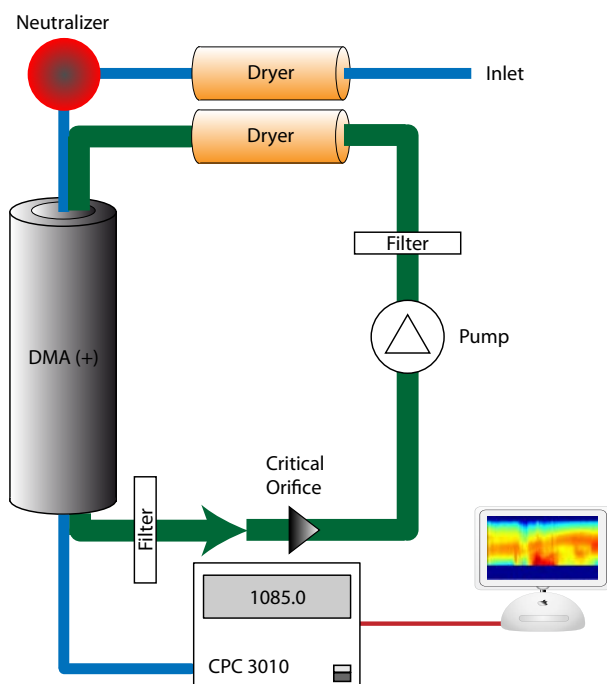 Neutralizer
Dryer
Inlet
Dryer
Filter
Pump
DMA (+)
Critical
Orifice
Filter
1085.0
CPC 3010